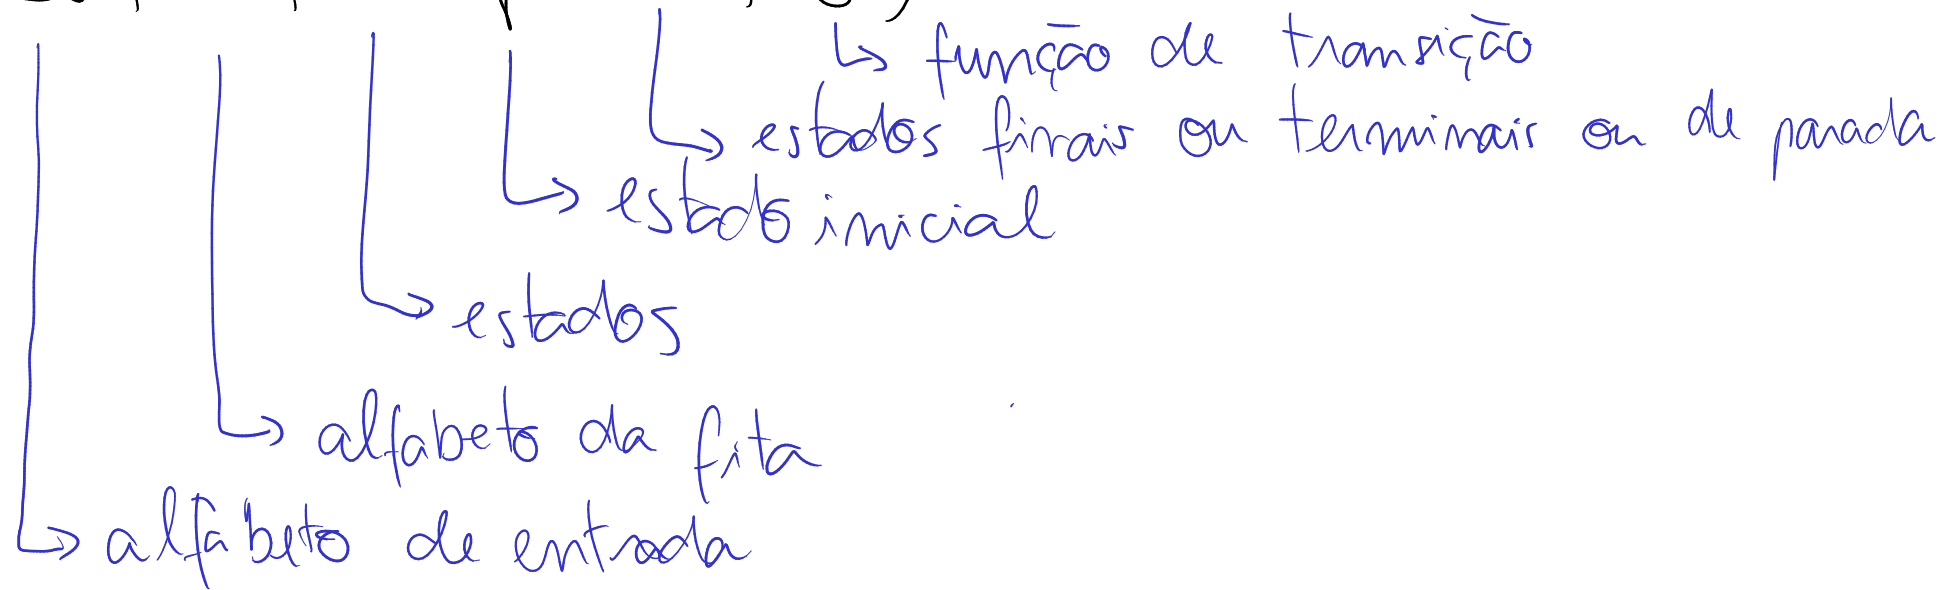 função de transição
estados finais ou terminais ou de parada
estado inicial
estados
alfabeto da fita
alfabeto de entrada